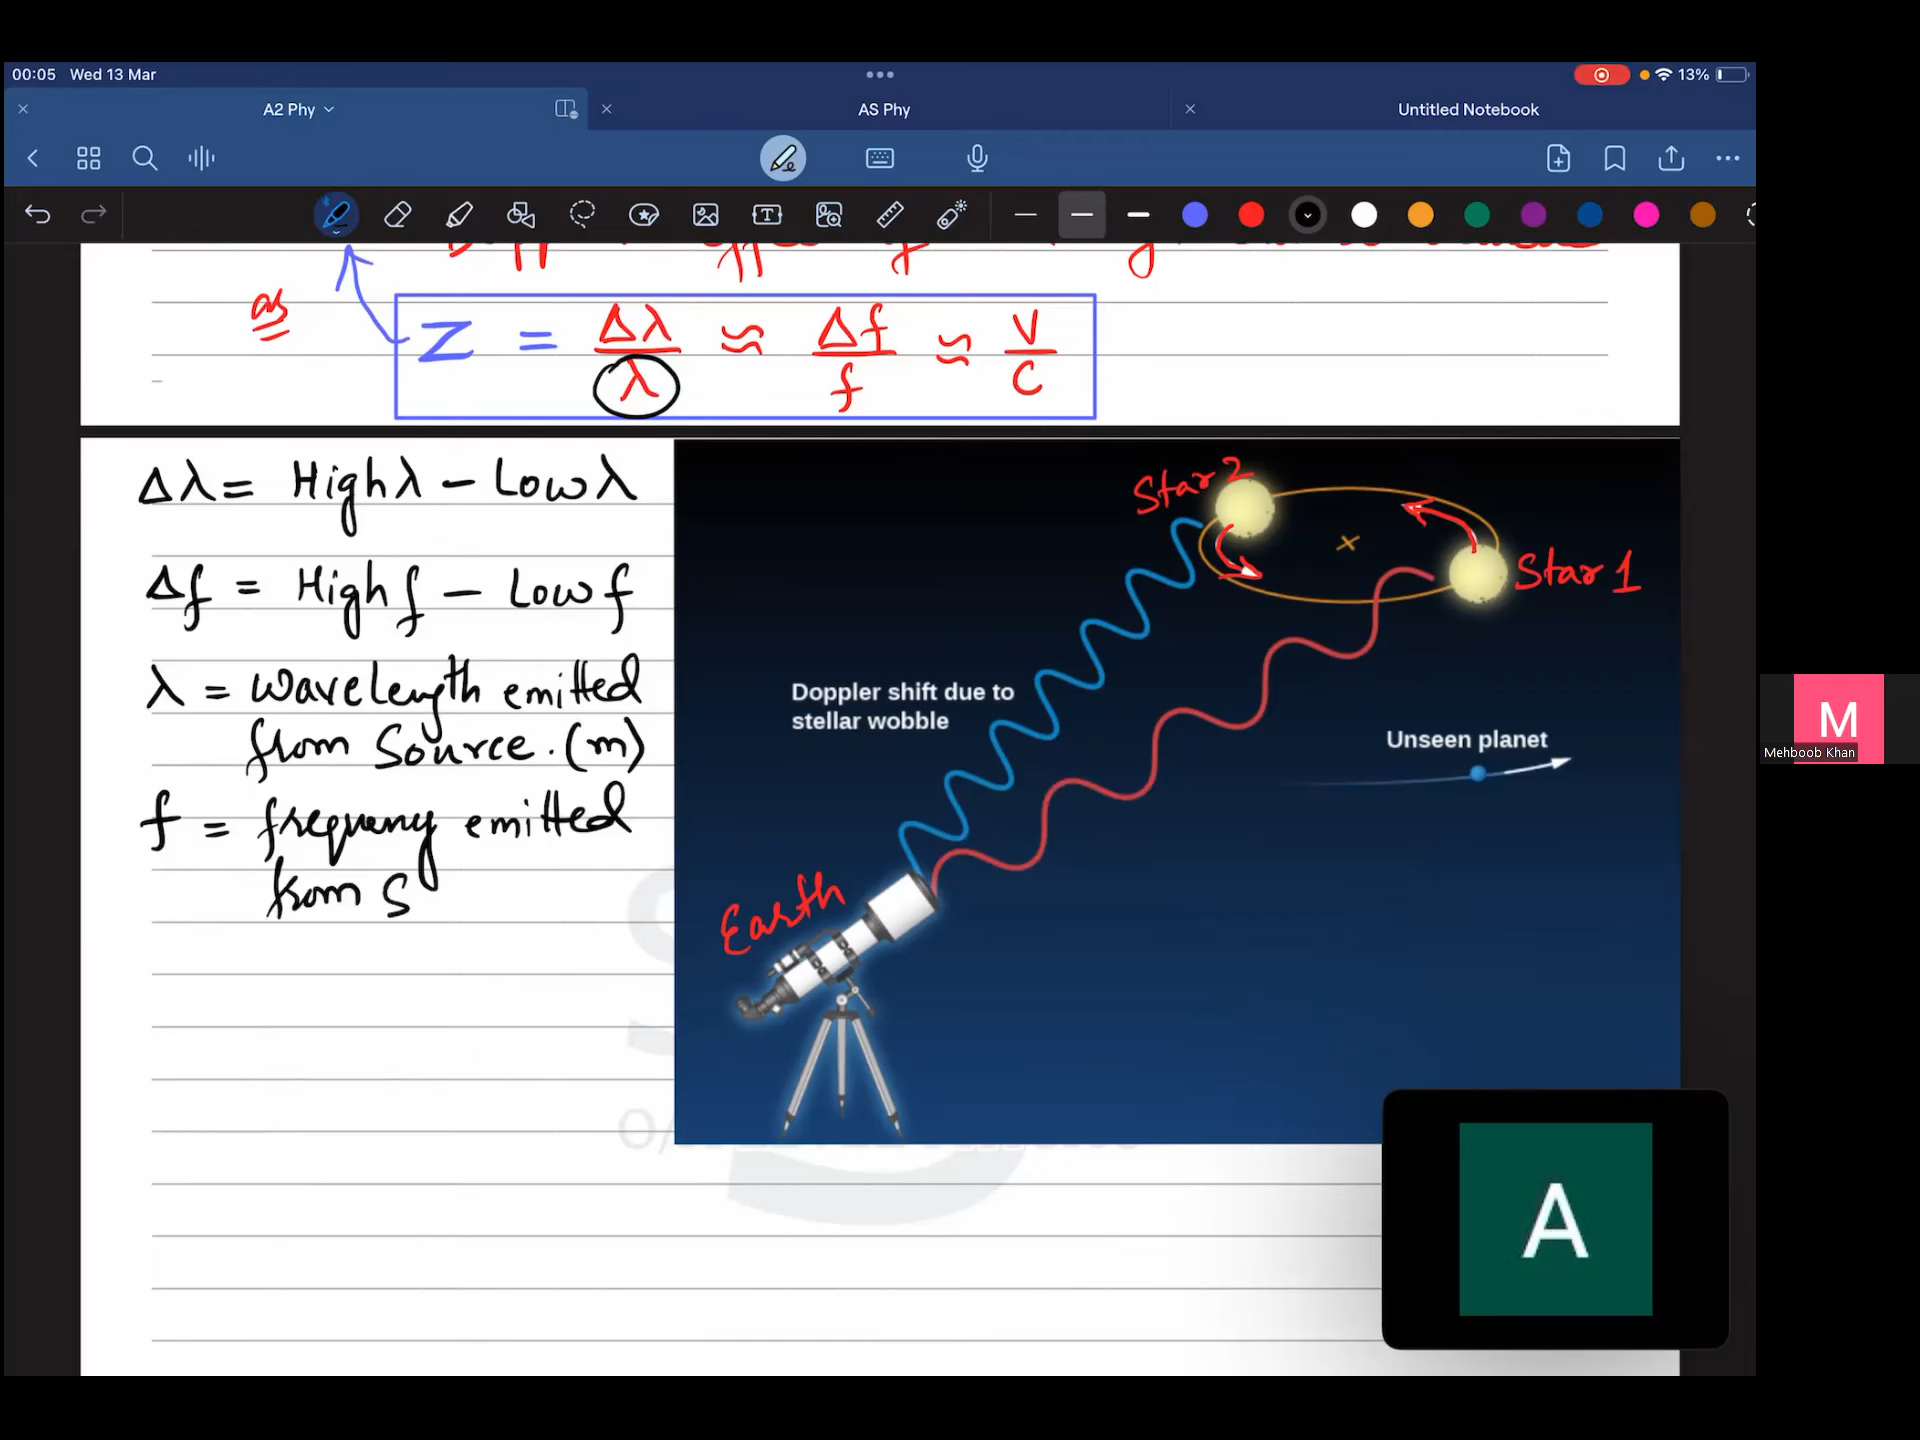 00:05 Wed 13 Mar
13%
A2 Phy
AS Phy
Untitled Notebook
as
Z = Δλ/λ ≈ Δf/f ≈ v/c
Δλ = High λ - Low λ
Δf = High f - Low f
λ = wavelength emitted
from Source. (m)
f = frequency emitted
from S
Star 2
Star 1
Doppler shift due to
stellar wobble
Unseen planet
Earth
M
Mehboob Khan
A